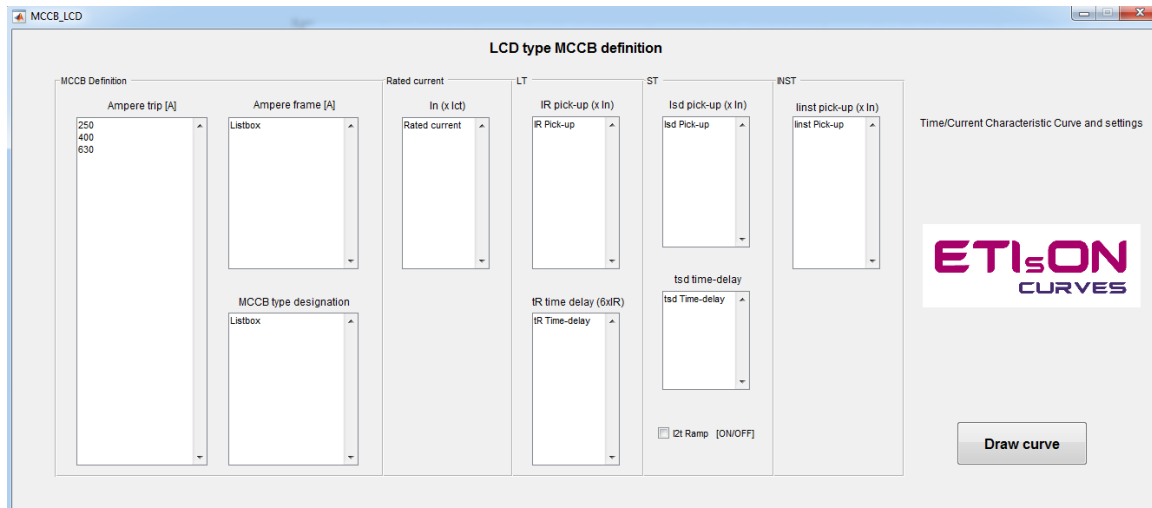 MCCB_LCD
LCD type MCCB definition
MCCB Definition
Ampere trip [A]
250
400
630
Ampere frame [A]
Listbox
MCCB type designation
Listbox
Rated current
In (x Ict)
Rated current
LT
IR pick-up (x In)
IR Pick-up
tR time delay (6xIR)
tR Time-delay
ST
Isd pick-up (x In)
Isd Pick-up
tsd time-delay
tsd Time-delay
I2t Ramp [ON/OFF]
INST
Iinst pick-up (x In)
Iinst Pick-up
Time/Current Characteristic Curve and settings
ETIsON
CURVES
Draw curve